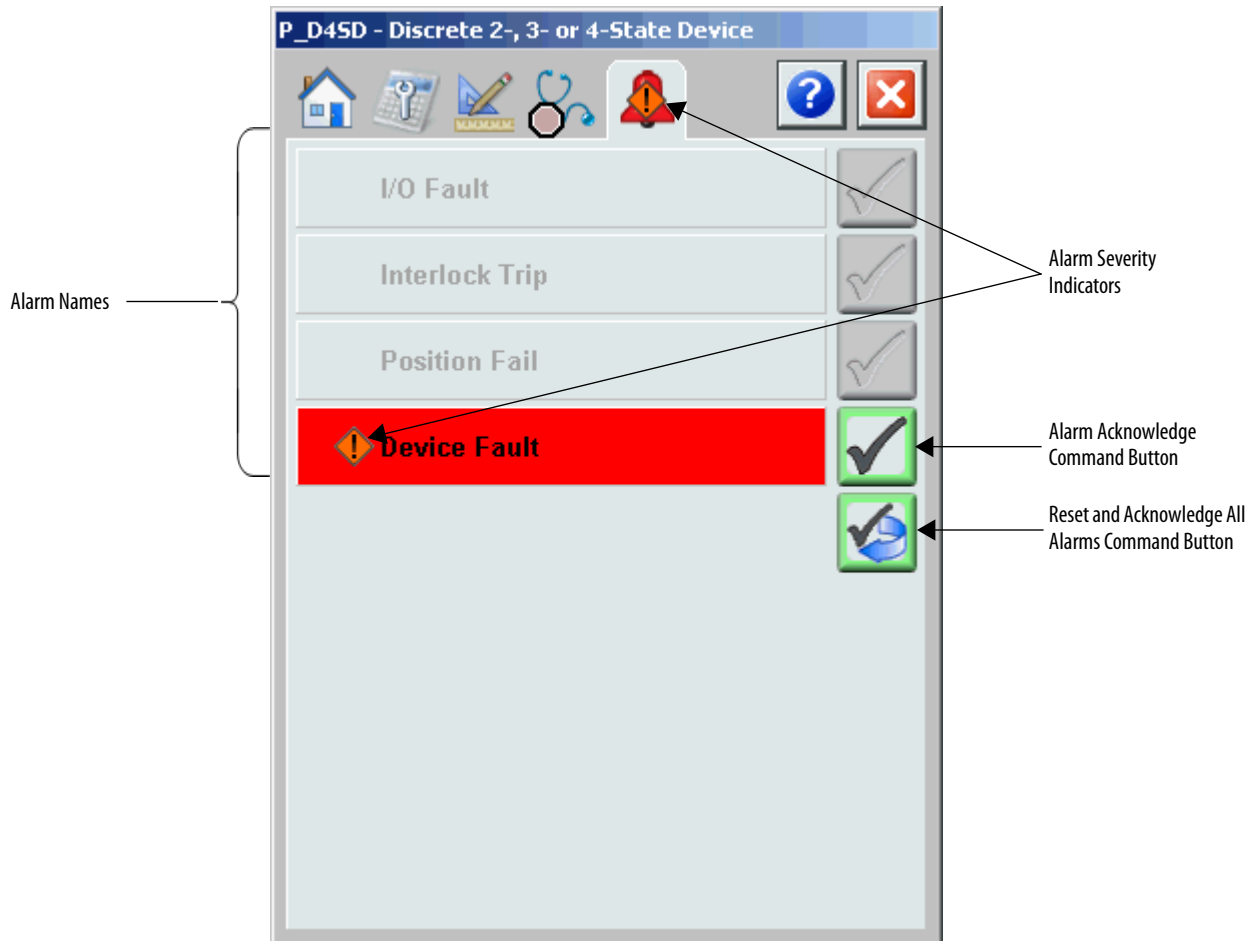 P_D4SD - Discrete 2-, 3- or 4-State Device
I/O Fault
Interlock Trip
Position Fail
Device Fault
Alarm Names
Alarm Severity
Indicators
Alarm Acknowledge
Command Button
Reset and Acknowledge All
Alarms Command Button